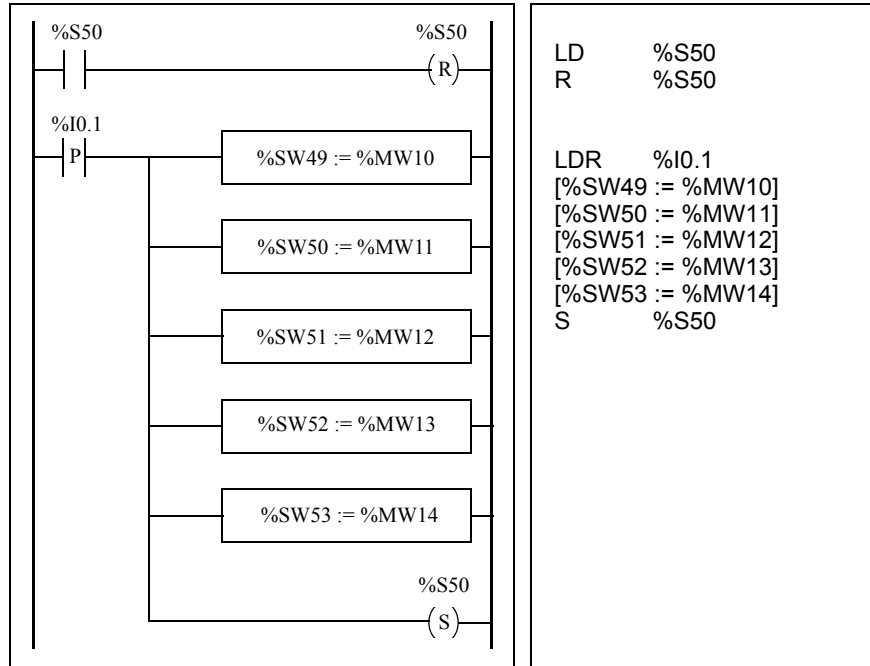 %S50 %S50
( R )
%I0.1
P
%SW49 := %MW10
%SW50 := %MW11
%SW51 := %MW12
%SW52 := %MW13
%SW53 := %MW14
%S50
( S )
LD %S50
R %S50
LDR %I0.1
[%SW49 := %MW10]
[%SW50 := %MW11]
[%SW51 := %MW12]
[%SW52 := %MW13]
[%SW53 := %MW14]
S %S50